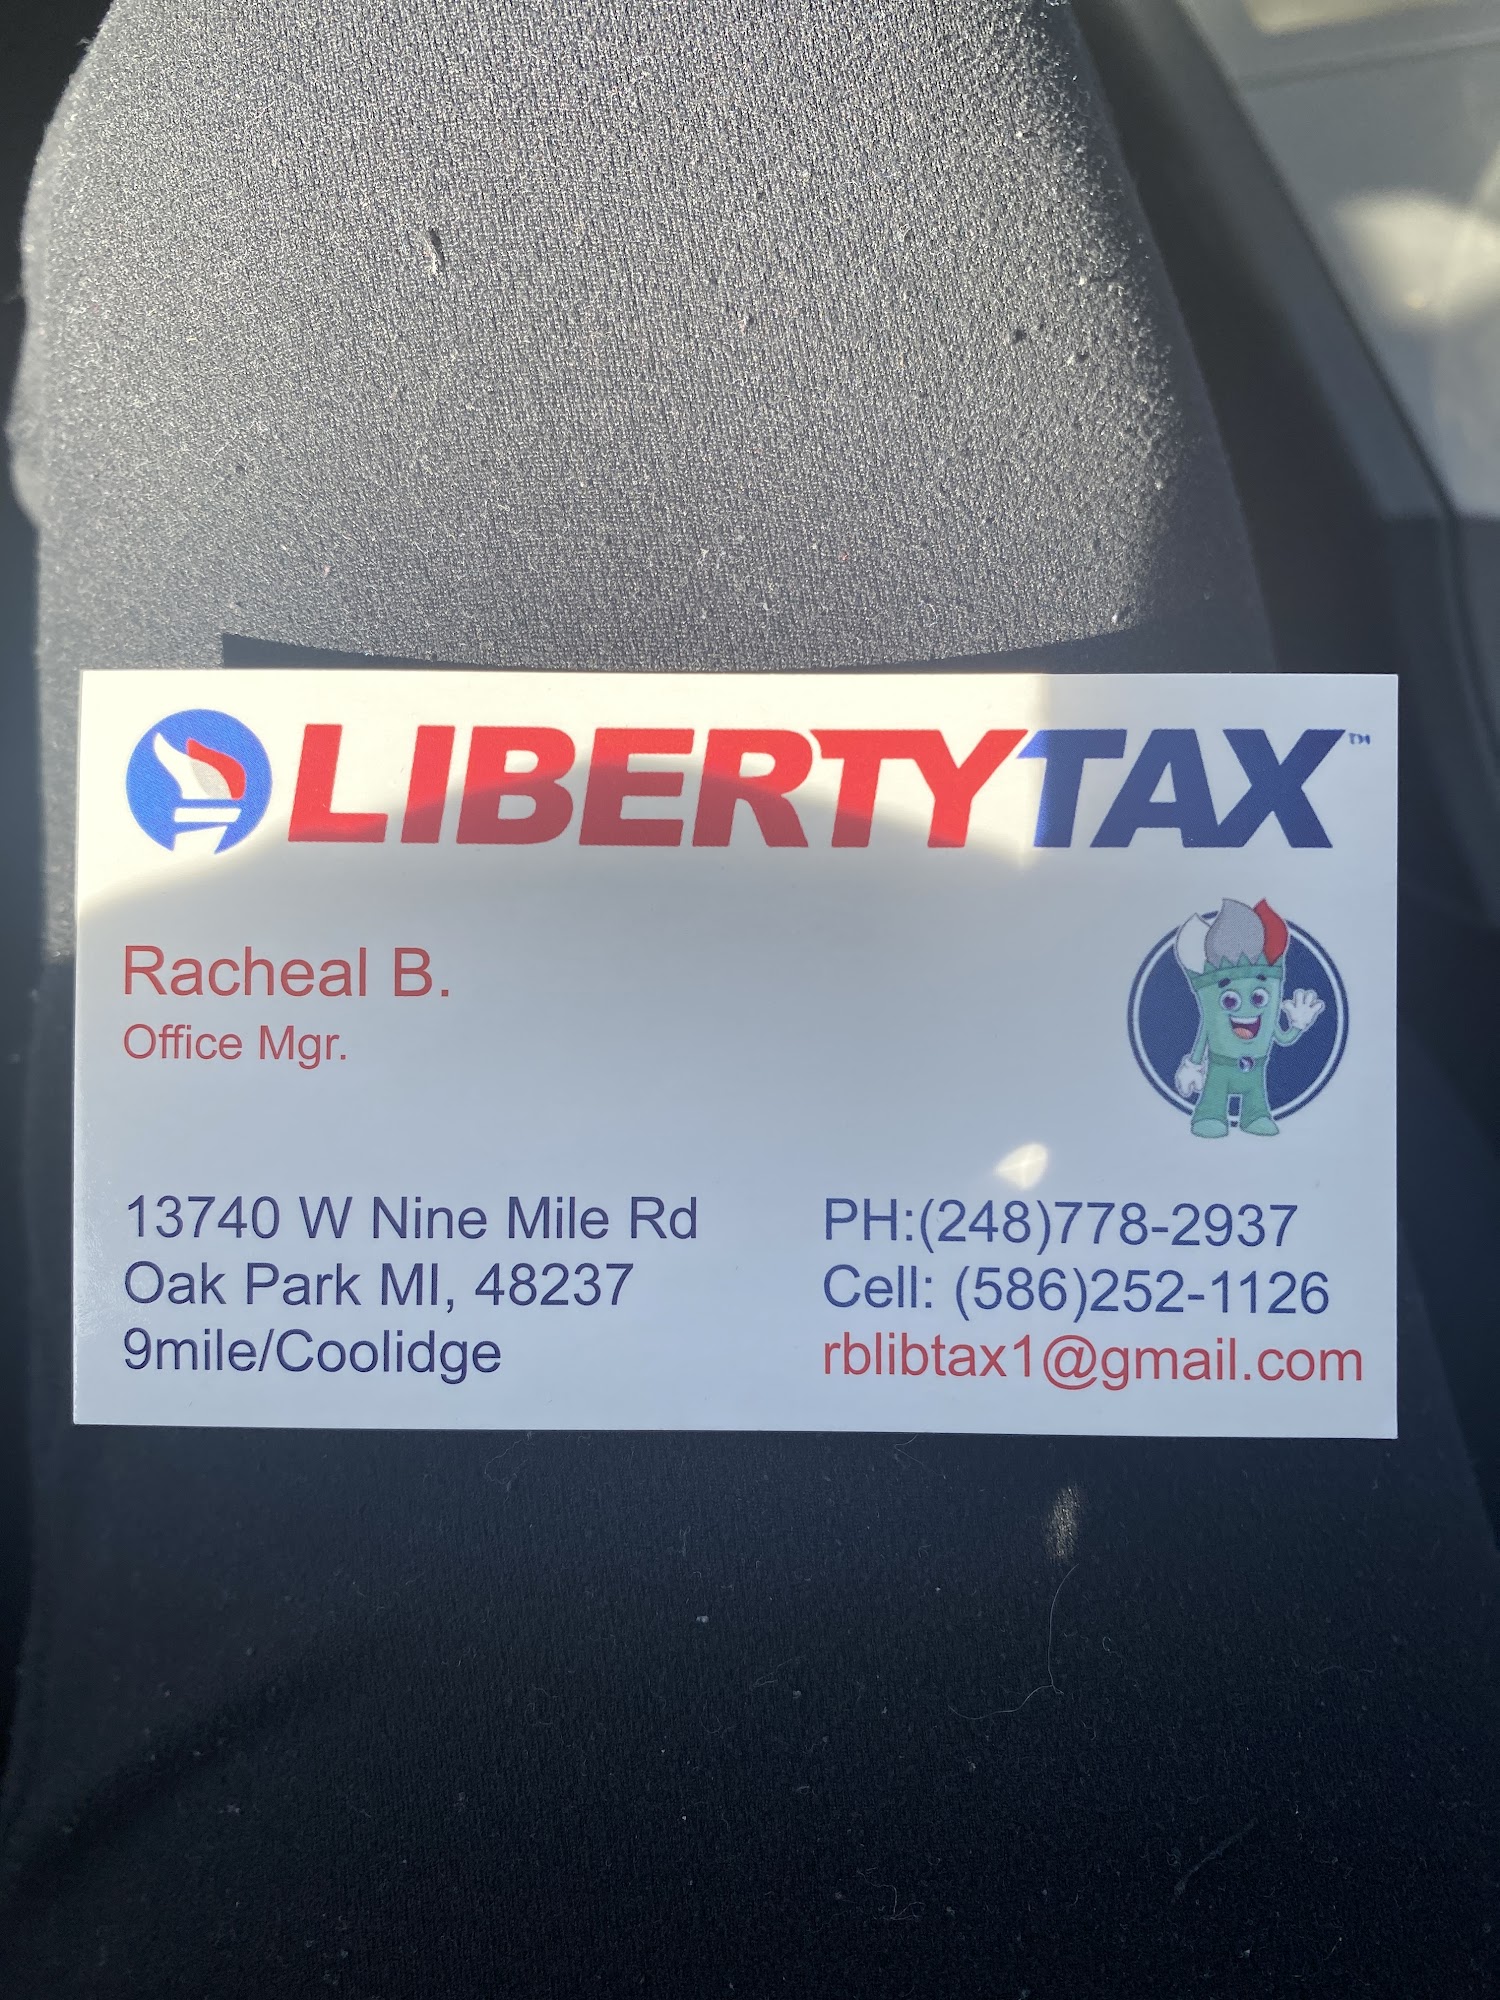 LIBERTYTAX™
Racheal B.
Office Mgr.
13740 W Nine Mile Rd
Oak Park MI, 48237
9mile/Coolidge
PH:(248)778-2937
Cell: (586)252-1126
rblibtax1@gmail.com